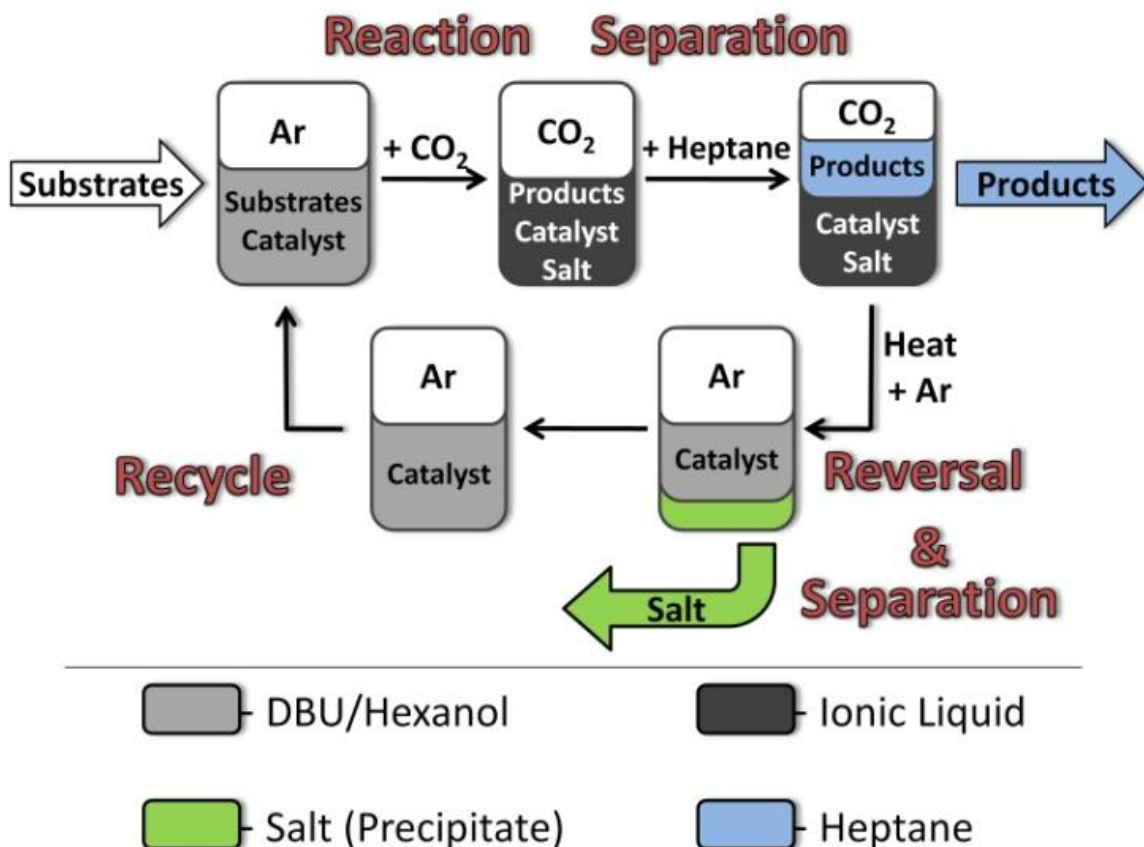 Reaction
Separation
Substrates
Ar
Substrates
Catalyst
+ CO₂
CO₂
Products
Catalyst
Salt
+ Heptane
CO₂
Products
Catalyst
Salt
Products
Heat
+ Ar
Ar
Catalyst
Ar
Catalyst
Recycle
Reversal
&
Separation
Salt
- DBU/Hexanol
- Ionic Liquid
- Salt (Precipitate)
- Heptane